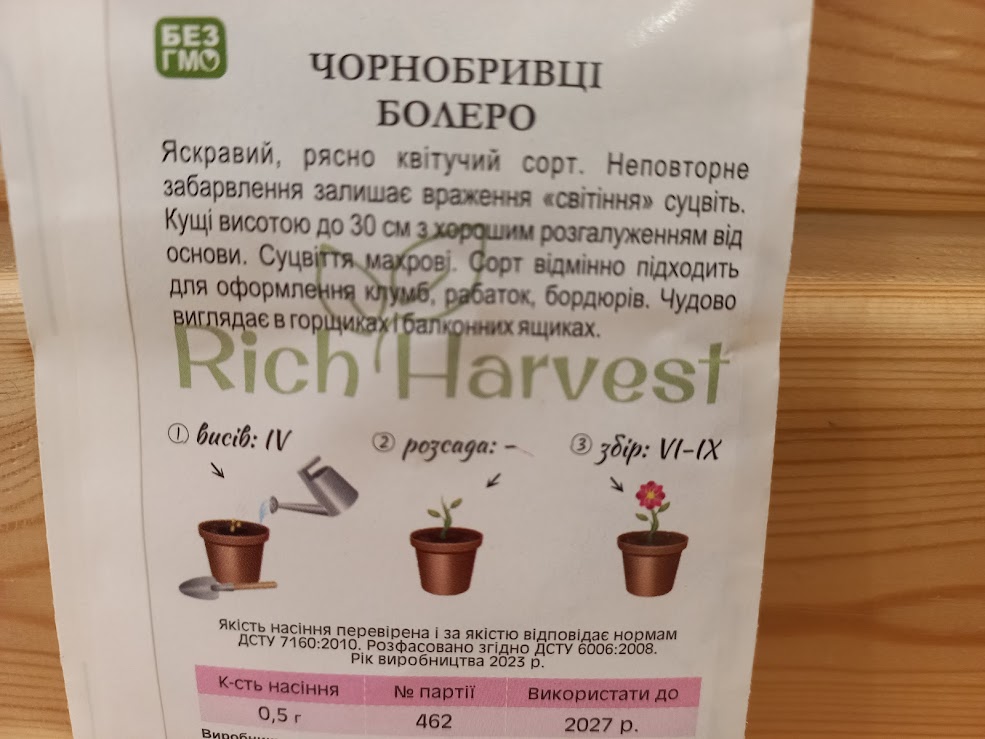 БЕЗ
ГМО
ЧОРНОБРИВЦІ
БОЛЕРО
Яскравий, рясно квітучий сорт. Неповторне
забарвлення залишає враження «світіння» суцвіть.
Кущі висотою до 30 см з хорошим розгалуженням від
основи. Суцвіття махрові. Сорт відмінно підходить
для оформлення клумб, рабаток, бордюрів. Чудово
виглядає в горщиках і балконних ящиках.
Rich Harvest
① висів: IV
② розсада: -
③ збір: VI-IX
Якість насіння перевірена і за якістю відповідає нормам
ДСТУ 7160:2010. Розфасовано згідно ДСТУ 6006:2008.
Рік виробництва 2023 р.
К-сть насіння № партії Використати до
0,5 г 462 2027 р.